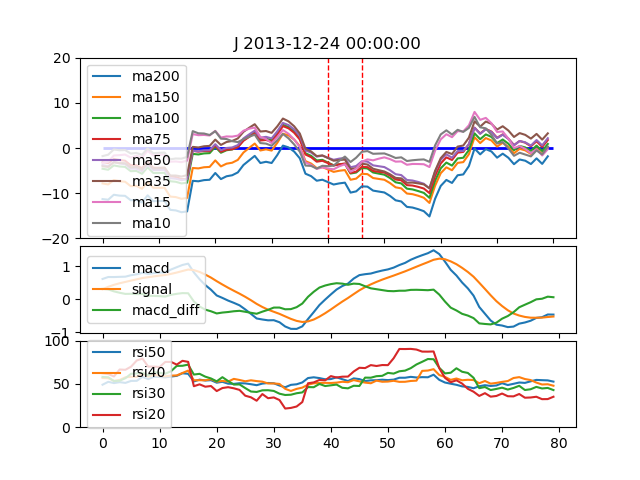 J 2013-12-24 00:00:00
20
10
0
−10
−20
ma200
ma150
ma100
ma75
ma50
ma35
ma15
ma10
1
0
−1
macd
signal
macd_diff
100
50
0
rsi50
rsi40
rsi30
rsi20
0 10 20 30 40 50 60 70 80